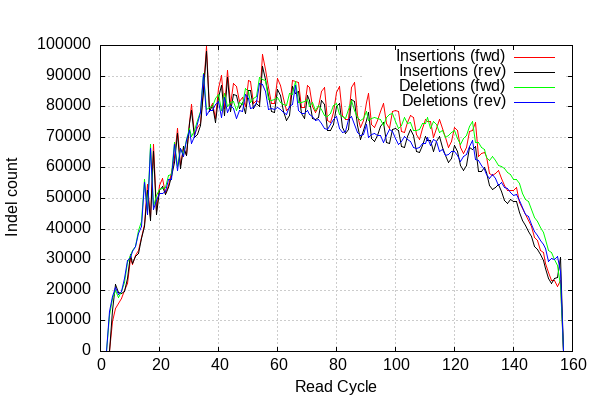 100000
90000
80000
70000
60000
50000
40000
30000
20000
10000
0
Indel count
Insertions (fwd)
Insertions (rev)
Deletions (fwd)
Deletions (rev)
0 20 40 60 80 100 120 140 160
Read Cycle